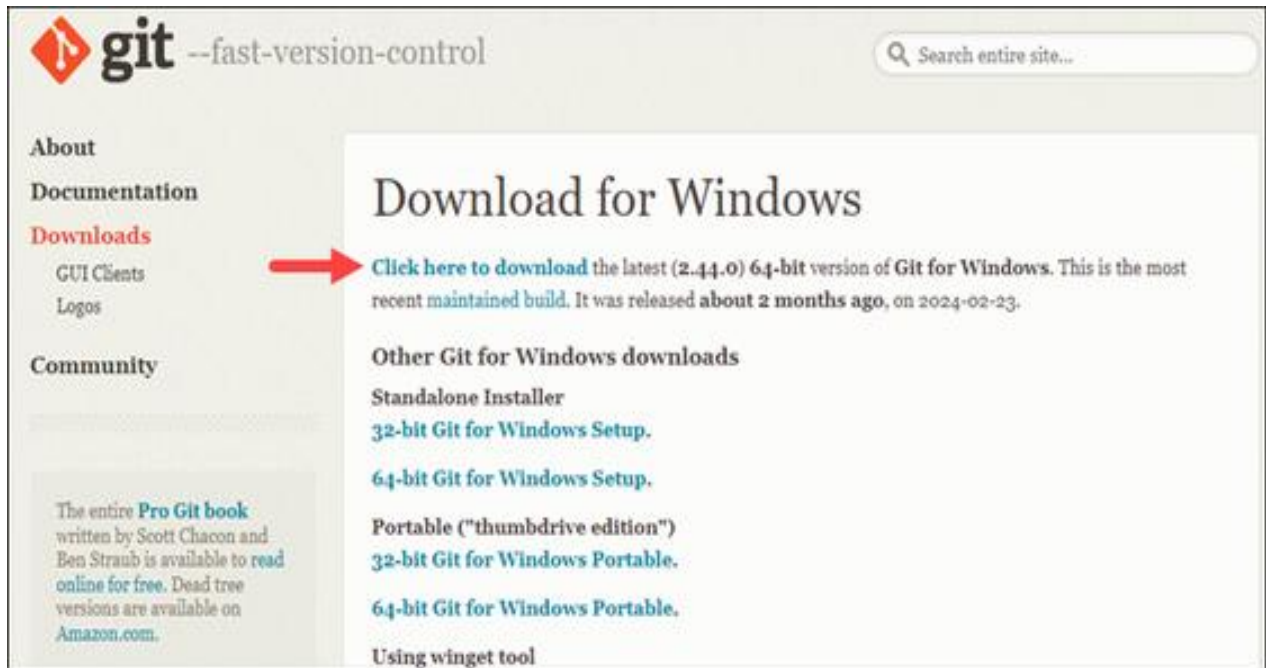 git --fast-version-control
Search entire site...
About
Documentation
Downloads
GUI Clients
Logos
Community
The entire Pro Git book
written by Scott Chacon and
Ben Straub is available to read
online for free. Dead tree
versions are available on
Amazon.com.
Download for Windows
Click here to download the latest (2.44.0) 64-bit version of Git for Windows. This is the most
recent maintained build. It was released about 2 months ago, on 2024-02-23.
Other Git for Windows downloads
Standalone Installer
32-bit Git for Windows Setup.
64-bit Git for Windows Setup.
Portable ("thumbdrive edition")
32-bit Git for Windows Portable.
64-bit Git for Windows Portable.
Using winget tool